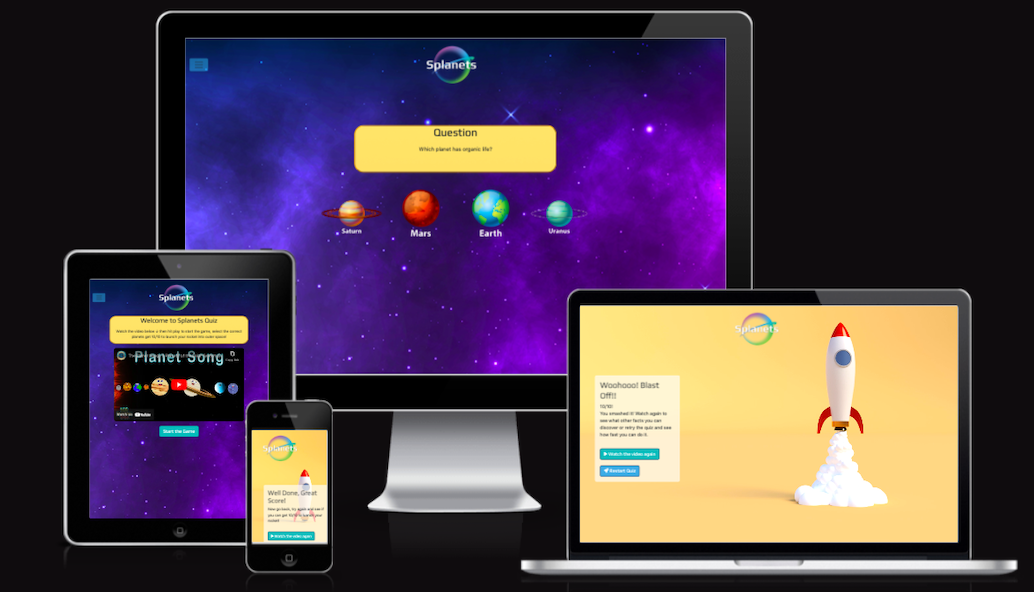 Splanets
Question
Which planet has organic life?
Saturn
Mars
Earth
Uranus
Splanets
Welcome to Splanets Quiz
Watch the video below & then hit play to start the game, select the correct
planets get 10/10 to launch your rocket into outer space!
Planet Song
Watch on YouTube
Start the Game
Splanets
Well Done, Great
Score!
Now go back, try again and see if
you can get 10/10 to launch your
rocket!
Watch the video again
Splanets
Woohooo! Blast
Off!!
10/10!
You smashed it! Watch again to
see what other facts you can
discover or retry the quiz and see
how fast you can do it.
Watch the video again
Restart Quiz